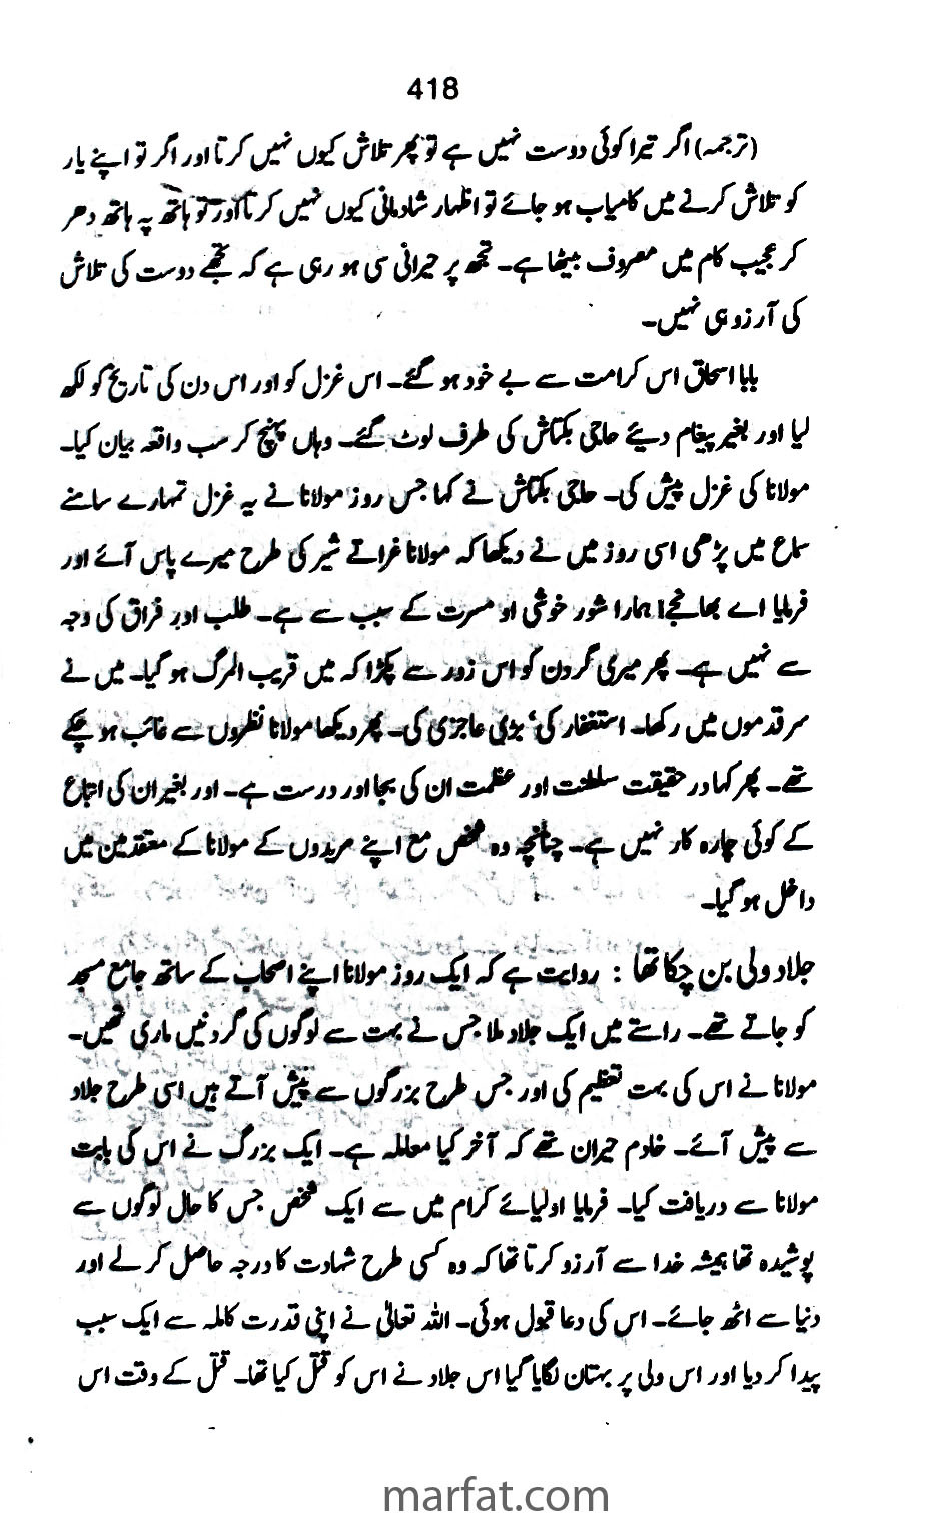 418
(ترجمہ) اگر تیرا کوئی دوست نہیں ہے تو پھر تلاش کیوں نہیں کرتا اور اگر تو اپنے یار
کو تلاش کرنے میں کامیاب ہو جائے تو اظہار شادمانی کیوں نہیں کرتا اور تو ہاتھ پہ ہاتھ دھر
کر عجیب کام میں مصروف بیٹھا ہے۔ تجھ پر حیرانی سی ہو رہی ہے کہ تجھے دوست کی تلاش
کی آرزو ہی نہیں۔
بابا اسحاق اس کرامت سے بے خود ہو گئے۔ اس غزل کو اور اس دن کی تاریخ کو لکھ
لیا اور بغیر پیغام دیئے حاجی بکتاش کی طرف لوٹ گئے۔ وہاں پہنچ کر سب واقعہ بیان کیا۔
مولانا کی غزل پیش کی۔ حاجی بکتاش نے کہا جس روز مولانا نے یہ غزل تمہارے سامنے
سماع میں پڑھی اسی روز میں نے دیکھا کہ مولانا غراتے شیر کی طرح میرے پاس آئے اور
فرمایا اے بھانجے! ہمارا شور خوشی او مسرت کے سبب سے ہے۔ طلب اور فراق کی وجہ
سے نہیں ہے۔ پھر میری گردن کو اس زور سے پکڑا کہ میں قریب المرگ ہو گیا۔ میں نے
سر قدموں میں رکھا۔ استغفار کی، بڑی عاجزی کی۔ پھر دیکھا مولانا نظروں سے غائب ہو چکے
تھے۔ پھر کہا در حقیقت سلطنت اور عظمت ان کی بجا اور درست ہے۔ اور بغیر ان کی اتباع
کے کوئی چارہ کار نہیں ہے۔ چنانچہ وہ شخص مع اپنے مریدوں کے مولانا کے معتقدین میں
داخل ہو گیا۔
جلاد ولی بن چکا تھا : روایت ہے کہ ایک روز مولانا اپنے اصحاب کے ساتھ جامع مسجد
کو جاتے تھے۔ راستے میں ایک جلاد ملا جس نے بہت سے لوگوں کی گردنیں ماری تھیں۔
مولانا نے اس کی بہت تعظیم کی اور جس طرح بزرگوں سے پیش آتے ہیں اسی طرح جلاد
سے پیش آئے۔ خادم حیران تھے کہ آخر کیا معاملہ ہے۔ ایک بزرگ نے اس کی بابت
مولانا سے دریافت کیا۔ فرمایا اولیائے کرام میں سے ایک شخص جس کا حال لوگوں سے
پوشیدہ تھا ہمیشہ خدا سے آرزو کرتا تھا کہ وہ کسی طرح شہادت کا درجہ حاصل کر لے اور
دنیا سے اٹھ جائے۔ اس کی دعا قبول ہوئی۔ اللہ تعالیٰ نے اپنی قدرت کاملہ سے ایک سبب
پیدا کر دیا اور اس ولی پر بہتان لگایا گیا اس جلاد نے اس کو قتل کیا تھا۔ قتل کے وقت اس
marfat.com